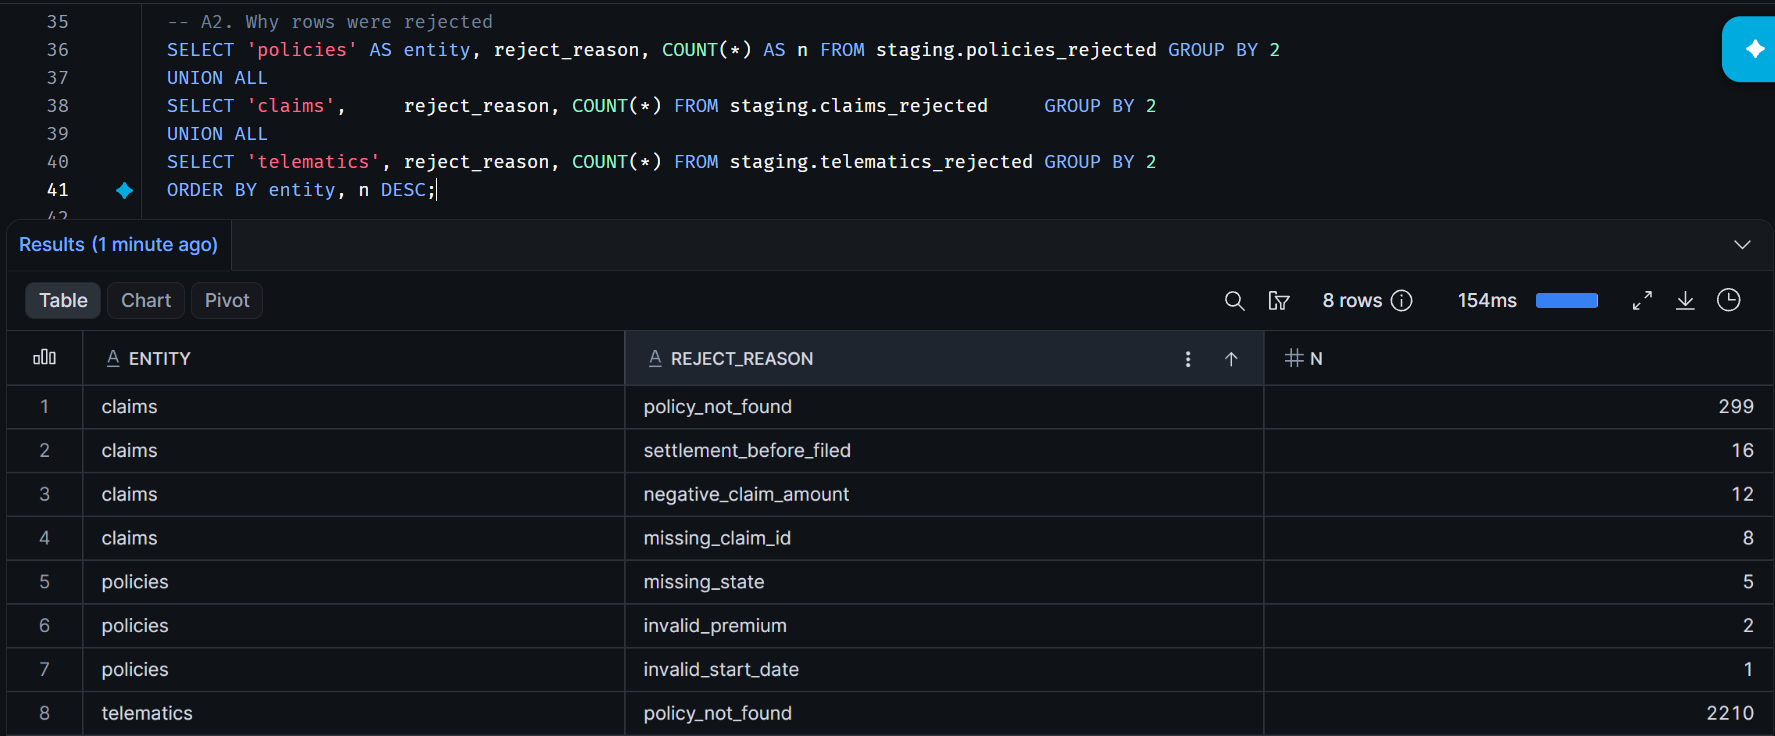 35 -- A2. Why rows were rejected
36 SELECT 'policies' AS entity, reject_reason, COUNT(*) AS n FROM staging.policies_rejected GROUP BY 2
37 UNION ALL
38 SELECT 'claims',     reject_reason, COUNT(*) FROM staging.claims_rejected     GROUP BY 2
39 UNION ALL
40 SELECT 'telematics', reject_reason, COUNT(*) FROM staging.telematics_rejected GROUP BY 2
41 ORDER BY entity, n DESC;
42
Results (1 minute ago)
Table Chart Pivot 8 rows 154ms
A ENTITY A REJECT_REASON # N
1 claims policy_not_found 299
2 claims settlement_before_filed 16
3 claims negative_claim_amount 12
4 claims missing_claim_id 8
5 policies missing_state 5
6 policies invalid_premium 2
7 policies invalid_start_date 1
8 telematics policy_not_found 2210